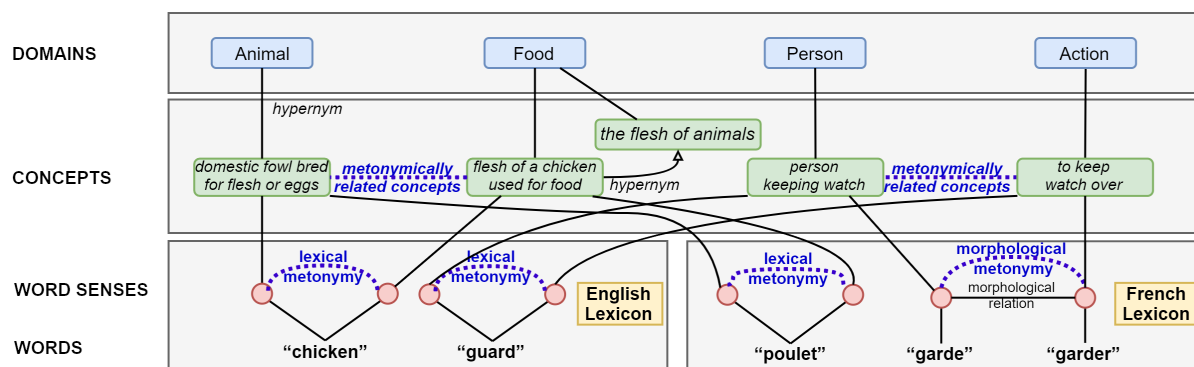 DOMAINS
Animal
Food
Person
Action
hypernym
the flesh of animals
CONCEPTS
domestic fowl bred
for flesh or eggs
metonymically
related concepts
flesh of a chicken
used for food
hypernym
person
keeping watch
metonymically
related concepts
to keep
watch over
WORD SENSES
lexical
metonymy
lexical
metonymy
English
Lexicon
lexical
metonymy
morphological
metonymy
morphological
relation
French
Lexicon
WORDS
“chicken”
“guard”
“poulet”
“garde”
“garder”